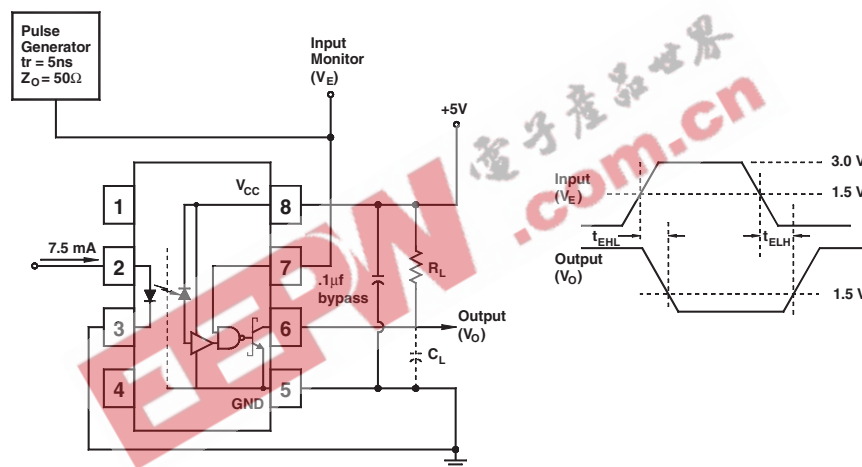 Pulse
Generator
tr = 5ns
ZO = 50Ω
Input
Monitor
(VE)
+5V
電子產品世界
.com.cn
EEPW
VCC
1
8
7.5 mA
2
7
3
6
4
5
GND
.1µf
bypass
RL
CL
Output
(VO)
3.0 V
Input
(VE)
1.5 V
tEHL
tELH
Output
(VO)
1.5 V